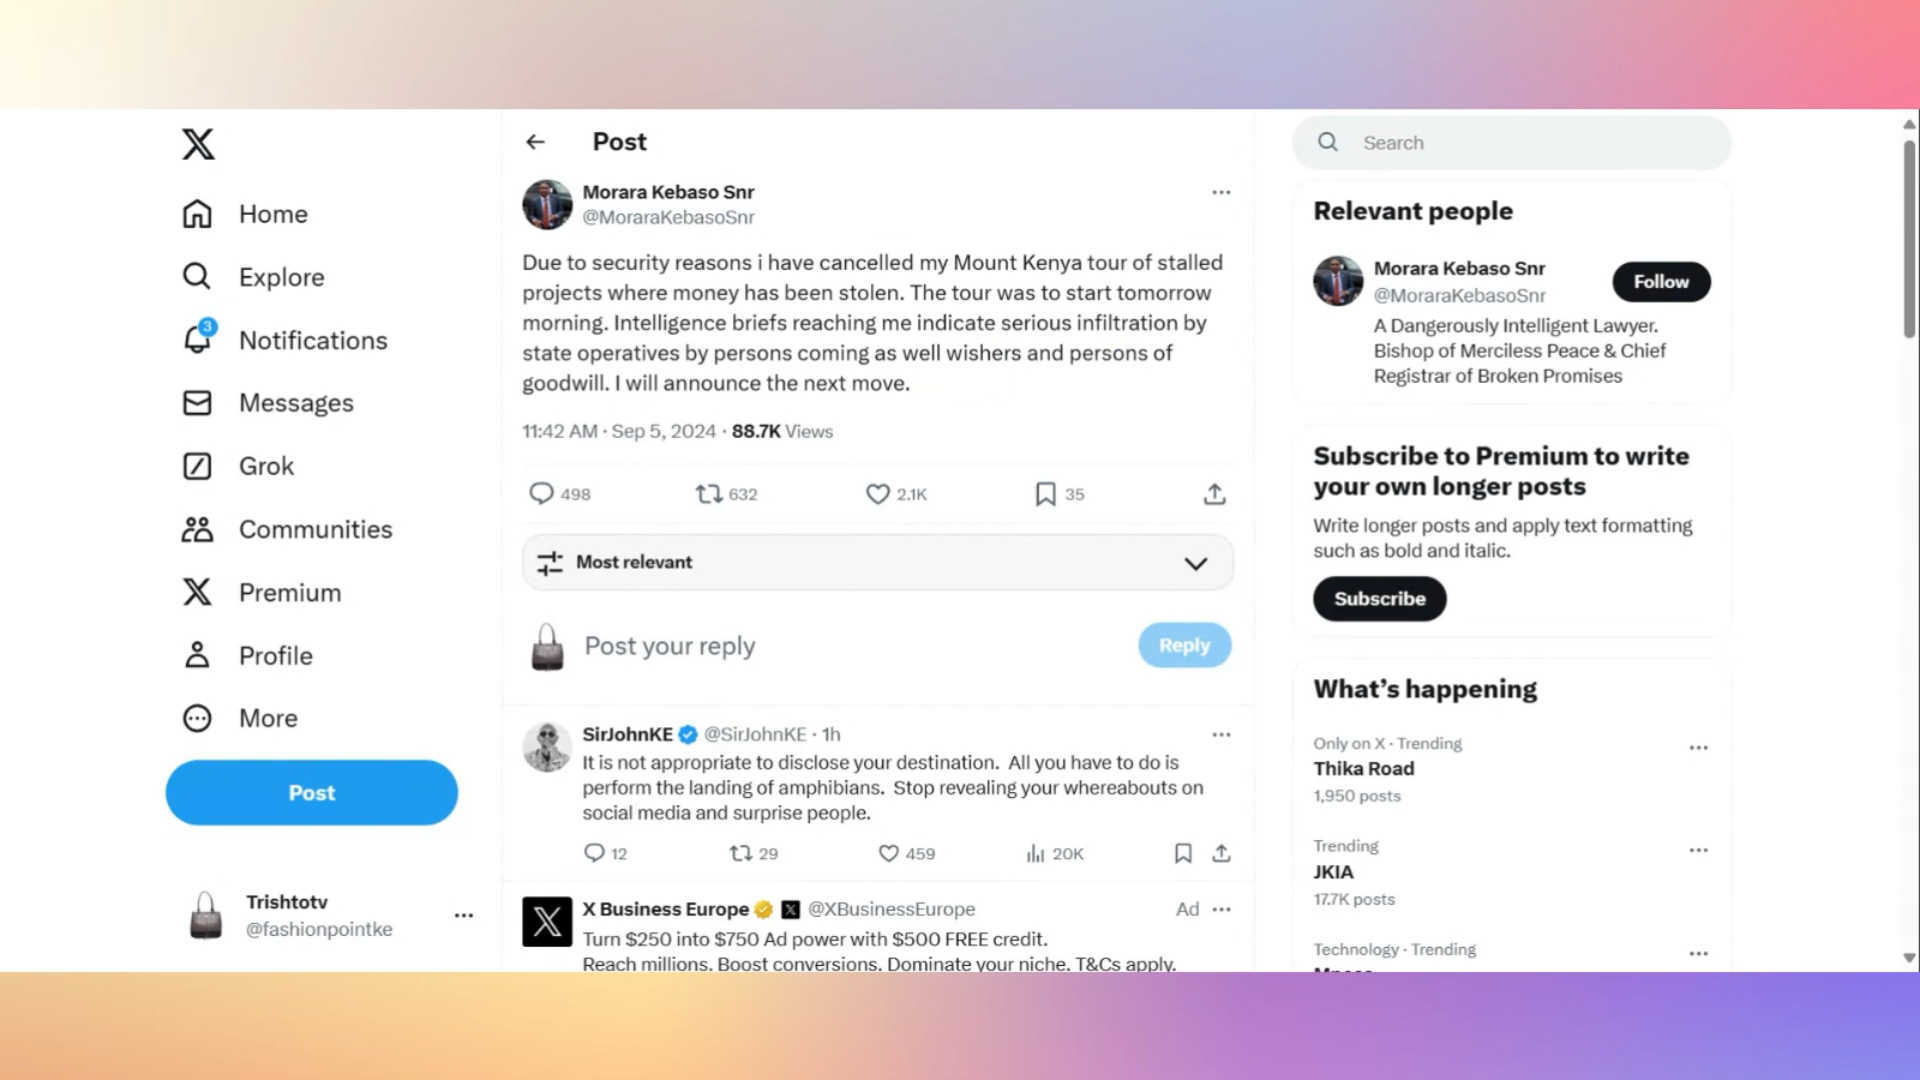 Home
Explore
3
Notifications
Messages
Grok
Communities
Premium
Profile
More
Post
Trishtotv
@fashionpointke
Post
Morara Kebaso Snr
@MoraraKebasoSnr
Due to security reasons i have cancelled my Mount Kenya tour of stalled
projects where money has been stolen. The tour was to start tomorrow
morning. Intelligence briefs reaching me indicate serious infiltration by
state operatives by persons coming as well wishers and persons of
goodwill. I will announce the next move.
11:42 AM · Sep 5, 2024 · 88.7K Views
498 632 2.1K 35
Most relevant
Post your reply
Reply
SirJohnKE @SirJohnKE · 1h
It is not appropriate to disclose your destination. All you have to do is
perform the landing of amphibians. Stop revealing your whereabouts on
social media and surprise people.
12 29 459 20K
X Business Europe @XBusinessEurope Ad
Turn $250 into $750 Ad power with $500 FREE credit.
Reach millions. Boost conversions. Dominate your niche. T&Cs apply.
Search
Relevant people
Morara Kebaso Snr
@MoraraKebasoSnr
Follow
A Dangerously Intelligent Lawyer.
Bishop of Merciless Peace & Chief
Registrar of Broken Promises
Subscribe to Premium to write
your own longer posts
Write longer posts and apply text formatting
such as bold and italic.
Subscribe
What's happening
Only on X · Trending
Thika Road
1,950 posts
Trending
JKIA
17.7K posts
Technology · Trending